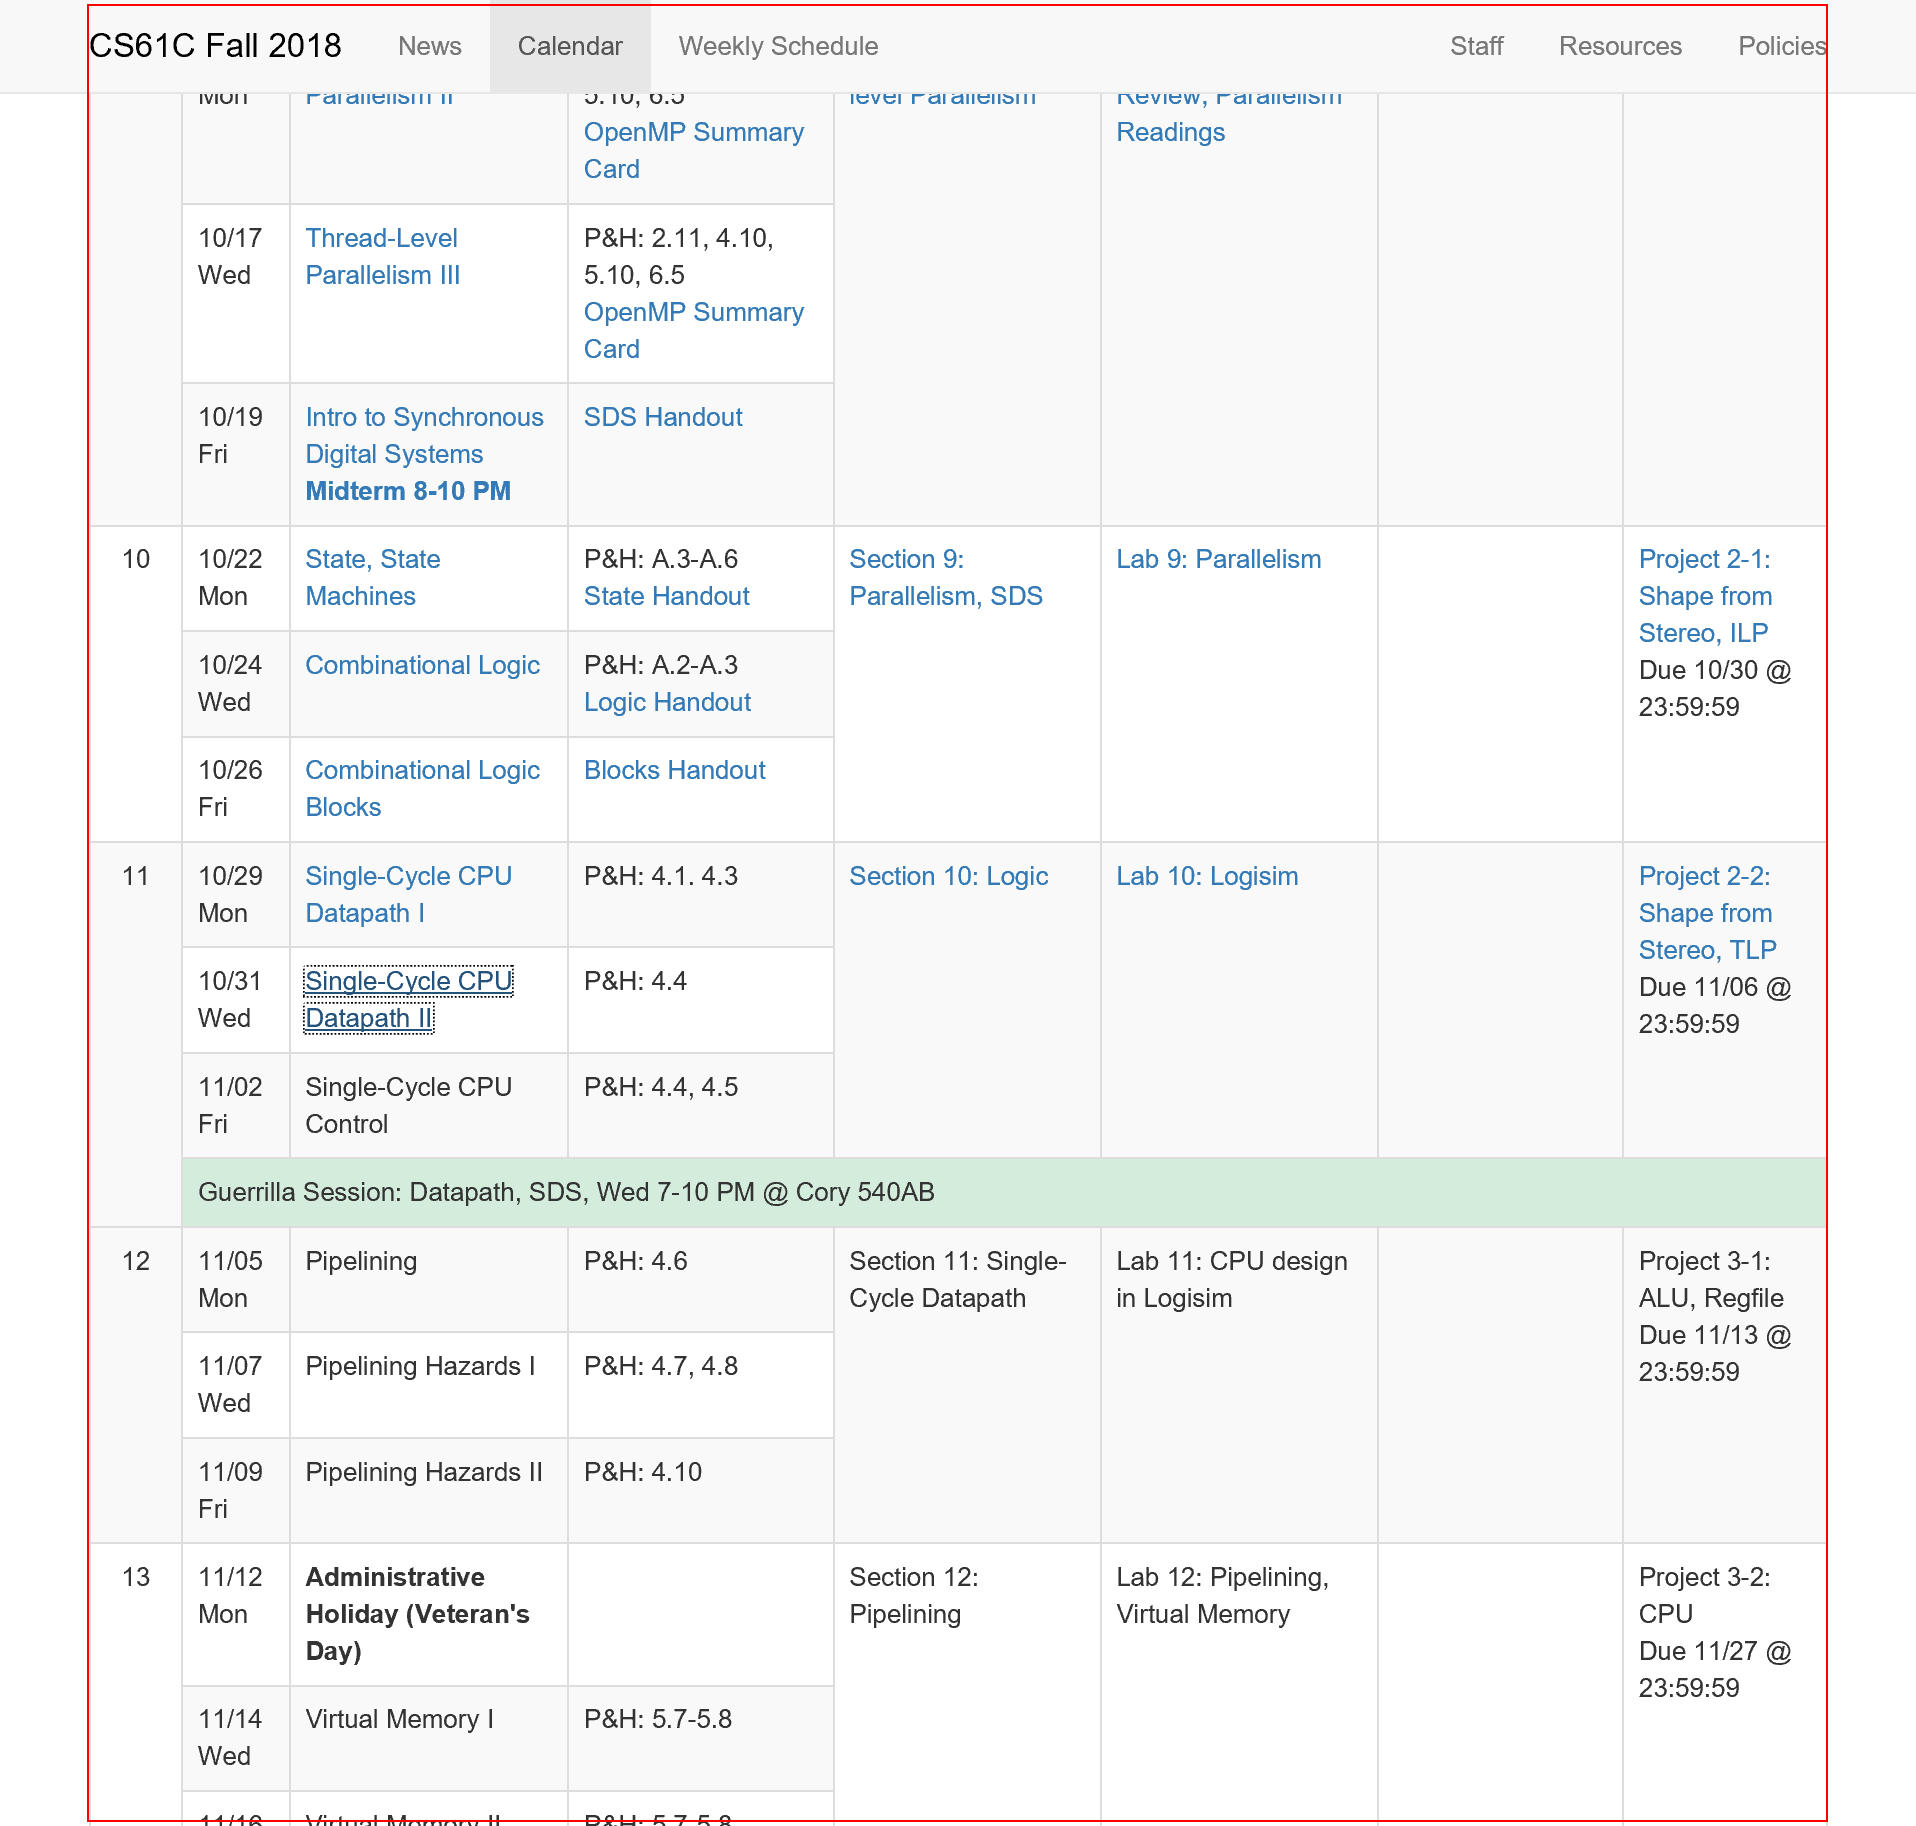 CS61C Fall 2018 News Calendar Weekly Schedule Staff Resources Policies
Mon
Parallelism II
5.10, 6.5
OpenMP Summary
Card
level Parallelism
Review, Parallelism
Readings
10/17
Wed
Thread-Level
Parallelism III
P&H: 2.11, 4.10,
5.10, 6.5
OpenMP Summary
Card
10/19
Fri
Intro to Synchronous
Digital Systems
Midterm 8-10 PM
SDS Handout
10
10/22
Mon
State, State
Machines
P&H: A.3-A.6
State Handout
Section 9:
Parallelism, SDS
Lab 9: Parallelism
Project 2-1:
Shape from
Stereo, ILP
Due 10/30 @
23:59:59
10/24
Wed
Combinational Logic
P&H: A.2-A.3
Logic Handout
10/26
Fri
Combinational Logic
Blocks
Blocks Handout
11
10/29
Mon
Single-Cycle CPU
Datapath I
P&H: 4.1. 4.3
Section 10: Logic
Lab 10: Logisim
Project 2-2:
Shape from
Stereo, TLP
Due 11/06 @
23:59:59
10/31
Wed
Single-Cycle CPU
Datapath II
P&H: 4.4
11/02
Fri
Single-Cycle CPU
Control
P&H: 4.4, 4.5
Guerrilla Session: Datapath, SDS, Wed 7-10 PM @ Cory 540AB
12
11/05
Mon
Pipelining
P&H: 4.6
Section 11: Single-
Cycle Datapath
Lab 11: CPU design
in Logisim
Project 3-1:
ALU, Regfile
Due 11/13 @
23:59:59
11/07
Wed
Pipelining Hazards I
P&H: 4.7, 4.8
11/09
Fri
Pipelining Hazards II
P&H: 4.10
13
11/12
Mon
Administrative
Holiday (Veteran's
Day)
Section 12:
Pipelining
Lab 12: Pipelining,
Virtual Memory
Project 3-2:
CPU
Due 11/27 @
23:59:59
11/14
Wed
Virtual Memory I
P&H: 5.7-5.8
11/16
Virtual Memory II
P&H: 5.7-5.8